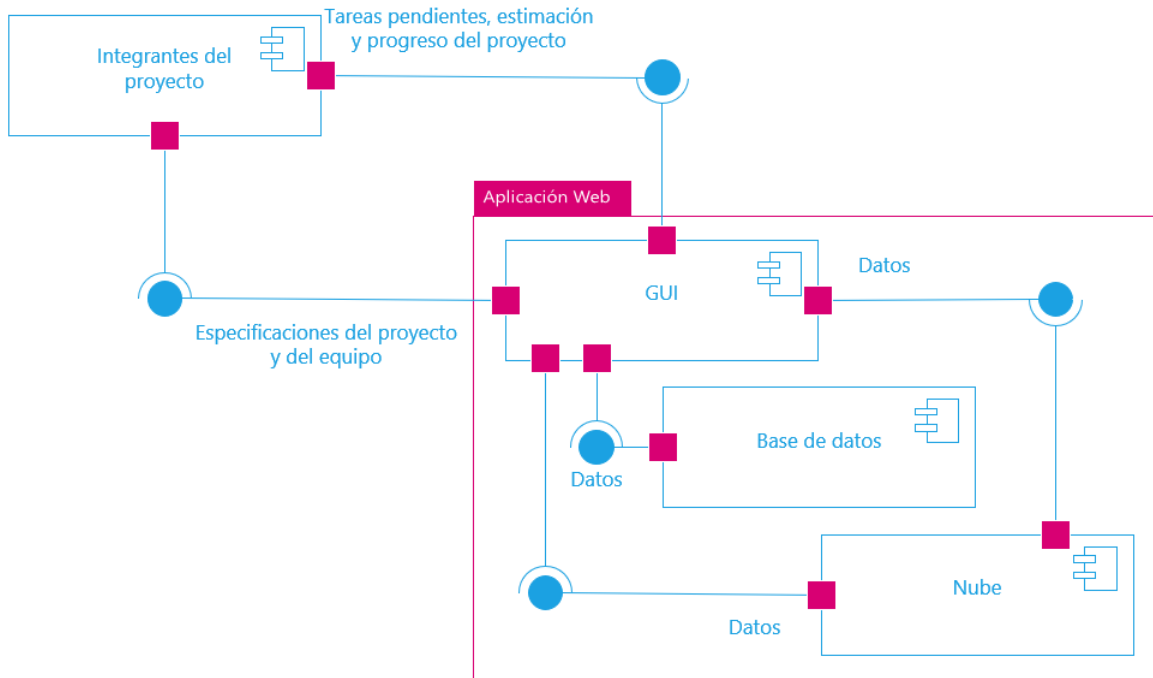 Tareas pendientes, estimación
y progreso del proyecto
Integrantes del
proyecto
Aplicación Web
GUI
Datos
Especificaciones del proyecto
y del equipo
Base de datos
Datos
Nube
Datos